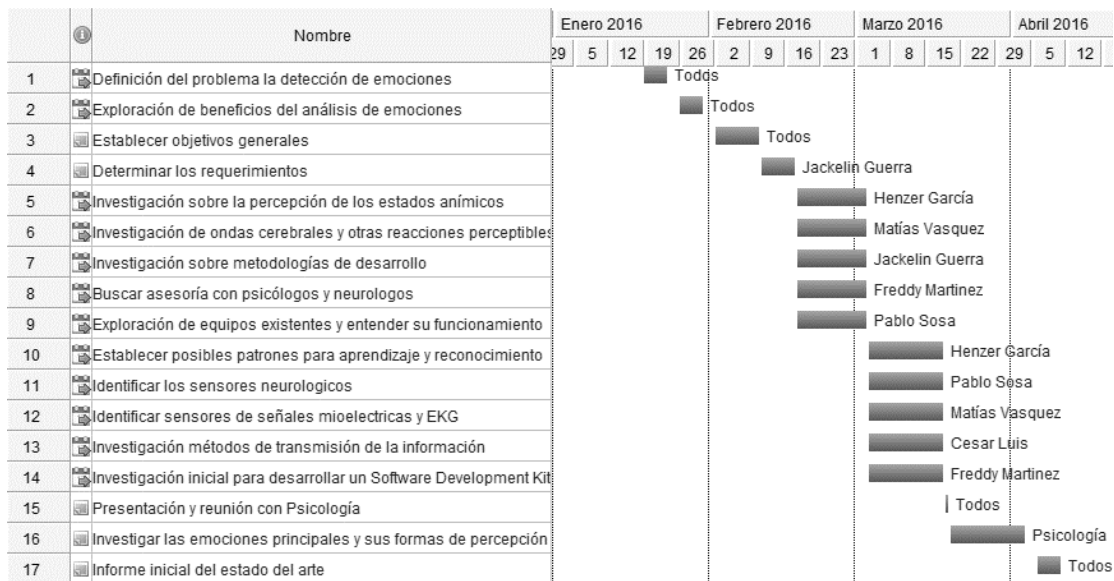 Nombre
Enero 2016 Febrero 2016 Marzo 2016 Abril 2016
29 5 12 19 26 2 9 16 23 1 8 15 22 29 5 12
1 Definición del problema la detección de emociones Todos
2 Exploración de beneficios del análisis de emociones Todos
3 Establecer objetivos generales Todos
4 Determinar los requerimientos Jackelin Guerra
5 Investigación sobre la percepción de los estados anímicos Henzer García
6 Investigación de ondas cerebrales y otras reacciones perceptibles Matías Vasquez
7 Investigación sobre metodologías de desarrollo Jackelin Guerra
8 Buscar asesoría con psicólogos y neurologos Freddy Martinez
9 Exploración de equipos existentes y entender su funcionamiento Pablo Sosa
10 Establecer posibles patrones para aprendizaje y reconocimiento Henzer García
11 Identificar los sensores neurologicos Pablo Sosa
12 Identificar sensores de señales mioelectricas y EKG Matías Vasquez
13 Investigación métodos de transmisión de la información Cesar Luis
14 Investigación inicial para desarrollar un Software Development Kit Freddy Martinez
15 Presentación y reunión con Psicología Todos
16 Investigar las emociones principales y sus formas de percepción Psicología
17 Informe inicial del estado del arte Todos